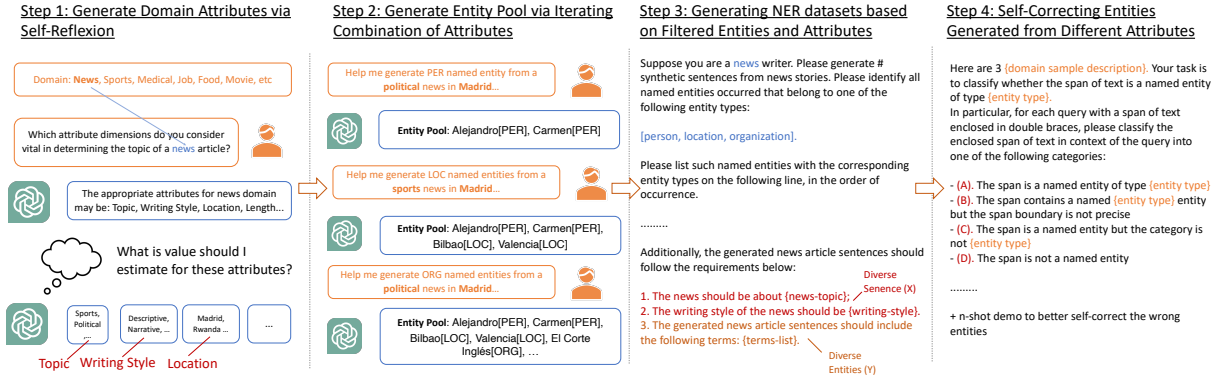 Step 1: Generate Domain Attributes via
Self-Reflexion
Domain: News, Sports, Medical, Job, Food, Movie, etc
Which attribute dimensions do you consider
vital in determining the topic of a news article?
The appropriate attributes for news domain
may be: Topic, Writing Style, Location, Length...
What is value should I
estimate for these attributes?
Sports,
Political
,...
Descriptive,
Narrative, ...
Madrid,
Rwanda ...
...
Topic
Writing Style
Location
Step 2: Generate Entity Pool via Iterating
Combination of Attributes
Help me generate PER named entity from a
political news in Madrid...
Entity Pool: Alejandro[PER], Carmen[PER]
Help me generate LOC named entities from a
sports news in Madrid...
Entity Pool: Alejandro[PER], Carmen[PER],
Bilbao[LOC], Valencia[LOC]
Help me generate ORG named entities from a
political news in Madrid...
Entity Pool: Alejandro[PER], Carmen[PER],
Bilbao[LOC], Valencia[LOC], El Corte
Inglés[ORG], ...
Step 3: Generating NER datasets based
on Filtered Entities and Attributes
Suppose you are a news writer. Please generate #
synthetic sentences from news stories. Please identify all
named entities occurred that belong to one of the
following entity types:
[person, location, organization].
Please list such named entities with the corresponding
entity types on the following line, in the order of
occurrence.
.........
Additionally, the generated news article sentences should
follow the requirements below:
1. The news should be about {news-topic};
2. The writing style of the news should be {writing-style}.
3. The generated news article sentences should include
the following terms: {terms-list}.
Diverse
Senence (X)
Diverse
Entities (Y)
Step 4: Self-Correcting Entities
Generated from Different Attributes
Here are 3 {domain sample description}. Your task is
to classify whether the span of text is a named entity
of type {entity type}.
In particular, for each query with a span of text
enclosed in double braces, please classify the
enclosed span of text in context of the query into
one of the following categories:
- (A). The span is a named entity of type {entity type}
- (B). The span contains a named {entity type} entity
but the span boundary is not precise
- (C). The span is a named entity but the category is
not {entity type}
- (D). The span is not a named entity
.........
+ n-shot demo to better self-correct the wrong
entities